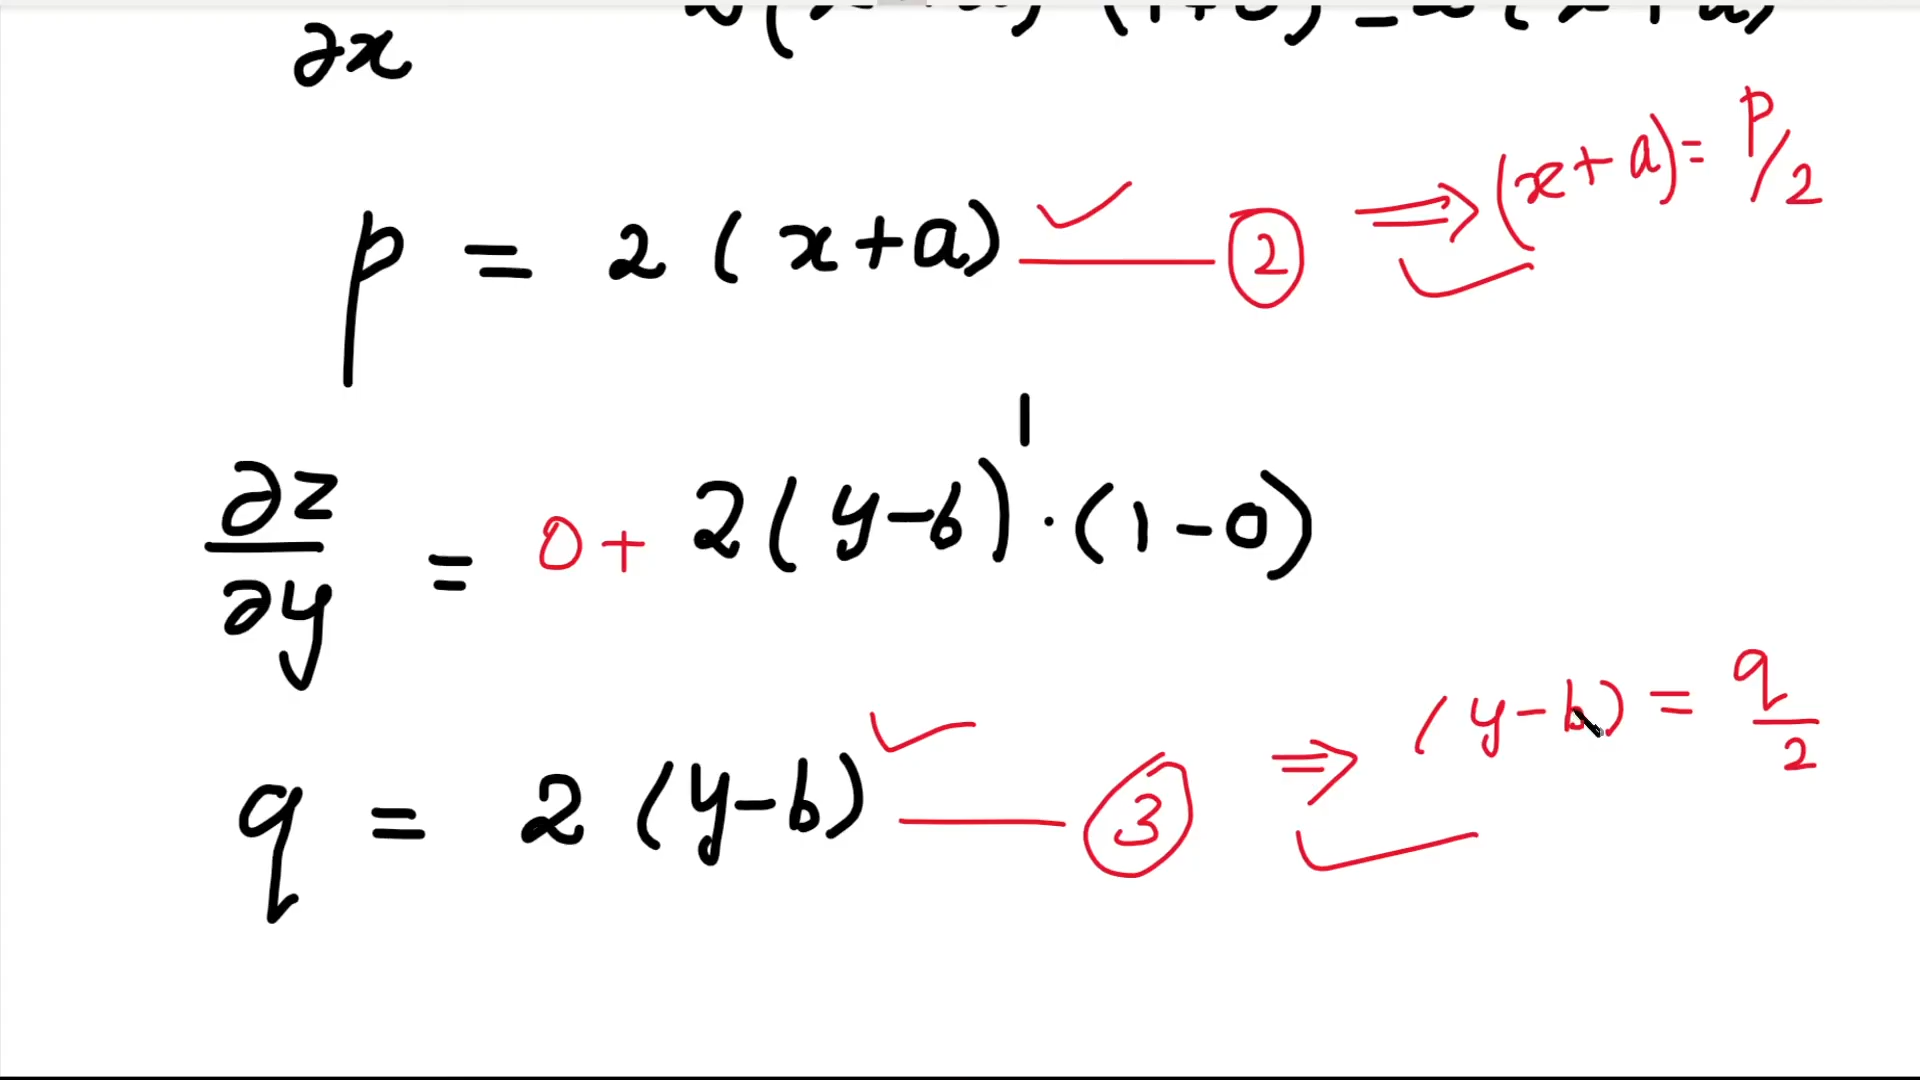 ∂x
p = 2 ( x+a) —— ② ⇒ (x+a) = p/2
∂z/∂y = 0 + 2(y-b)^1 · (1-0)
q = 2 (y-b) —— ③ ⇒ (y-b) = q/2